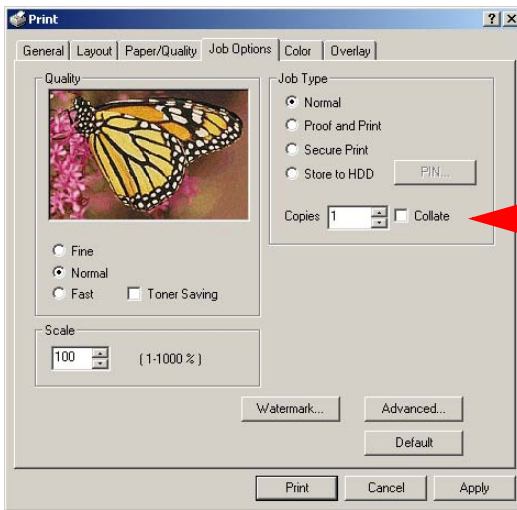 Print
General Layout Paper/Quality Job Options Color Overlay
Quality
Fine
Normal
Fast Toner Saving
Scale
100 (1-1000 %)
Job Type
Normal
Proof and Print
Secure Print
Store to HDD PIN...
Copies 1 Collate
Watermark... Advanced...
Default
Print Cancel Apply